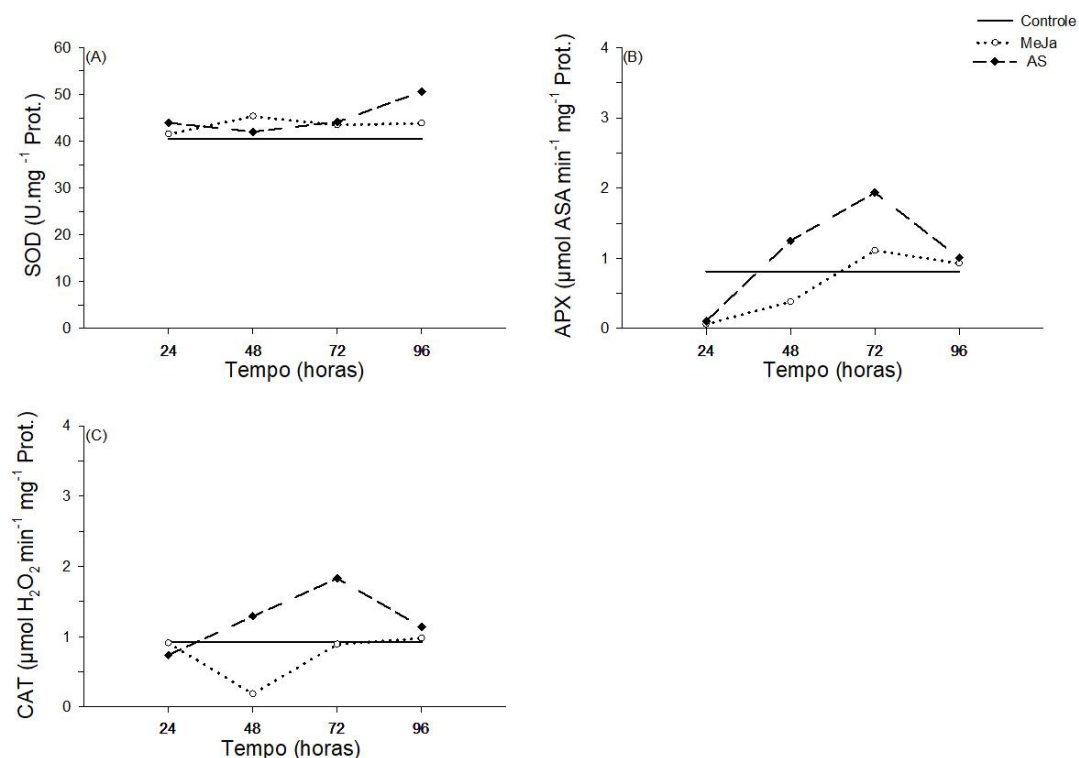 Controle
MeJa
AS
(A)
60
50
40
30
20
10
0
SOD (U.mg ⁻¹ Prot.)
24 48 72 96
Tempo (horas)
(B)
4
3
2
1
0
APX (µmol ASA min⁻¹ mg⁻¹ Prot.)
24 48 72 96
Tempo (horas)
(C)
4
3
2
1
0
CAT (µmol H₂O₂ min⁻¹ mg⁻¹ Prot.)
24 48 72 96
Tempo (horas)